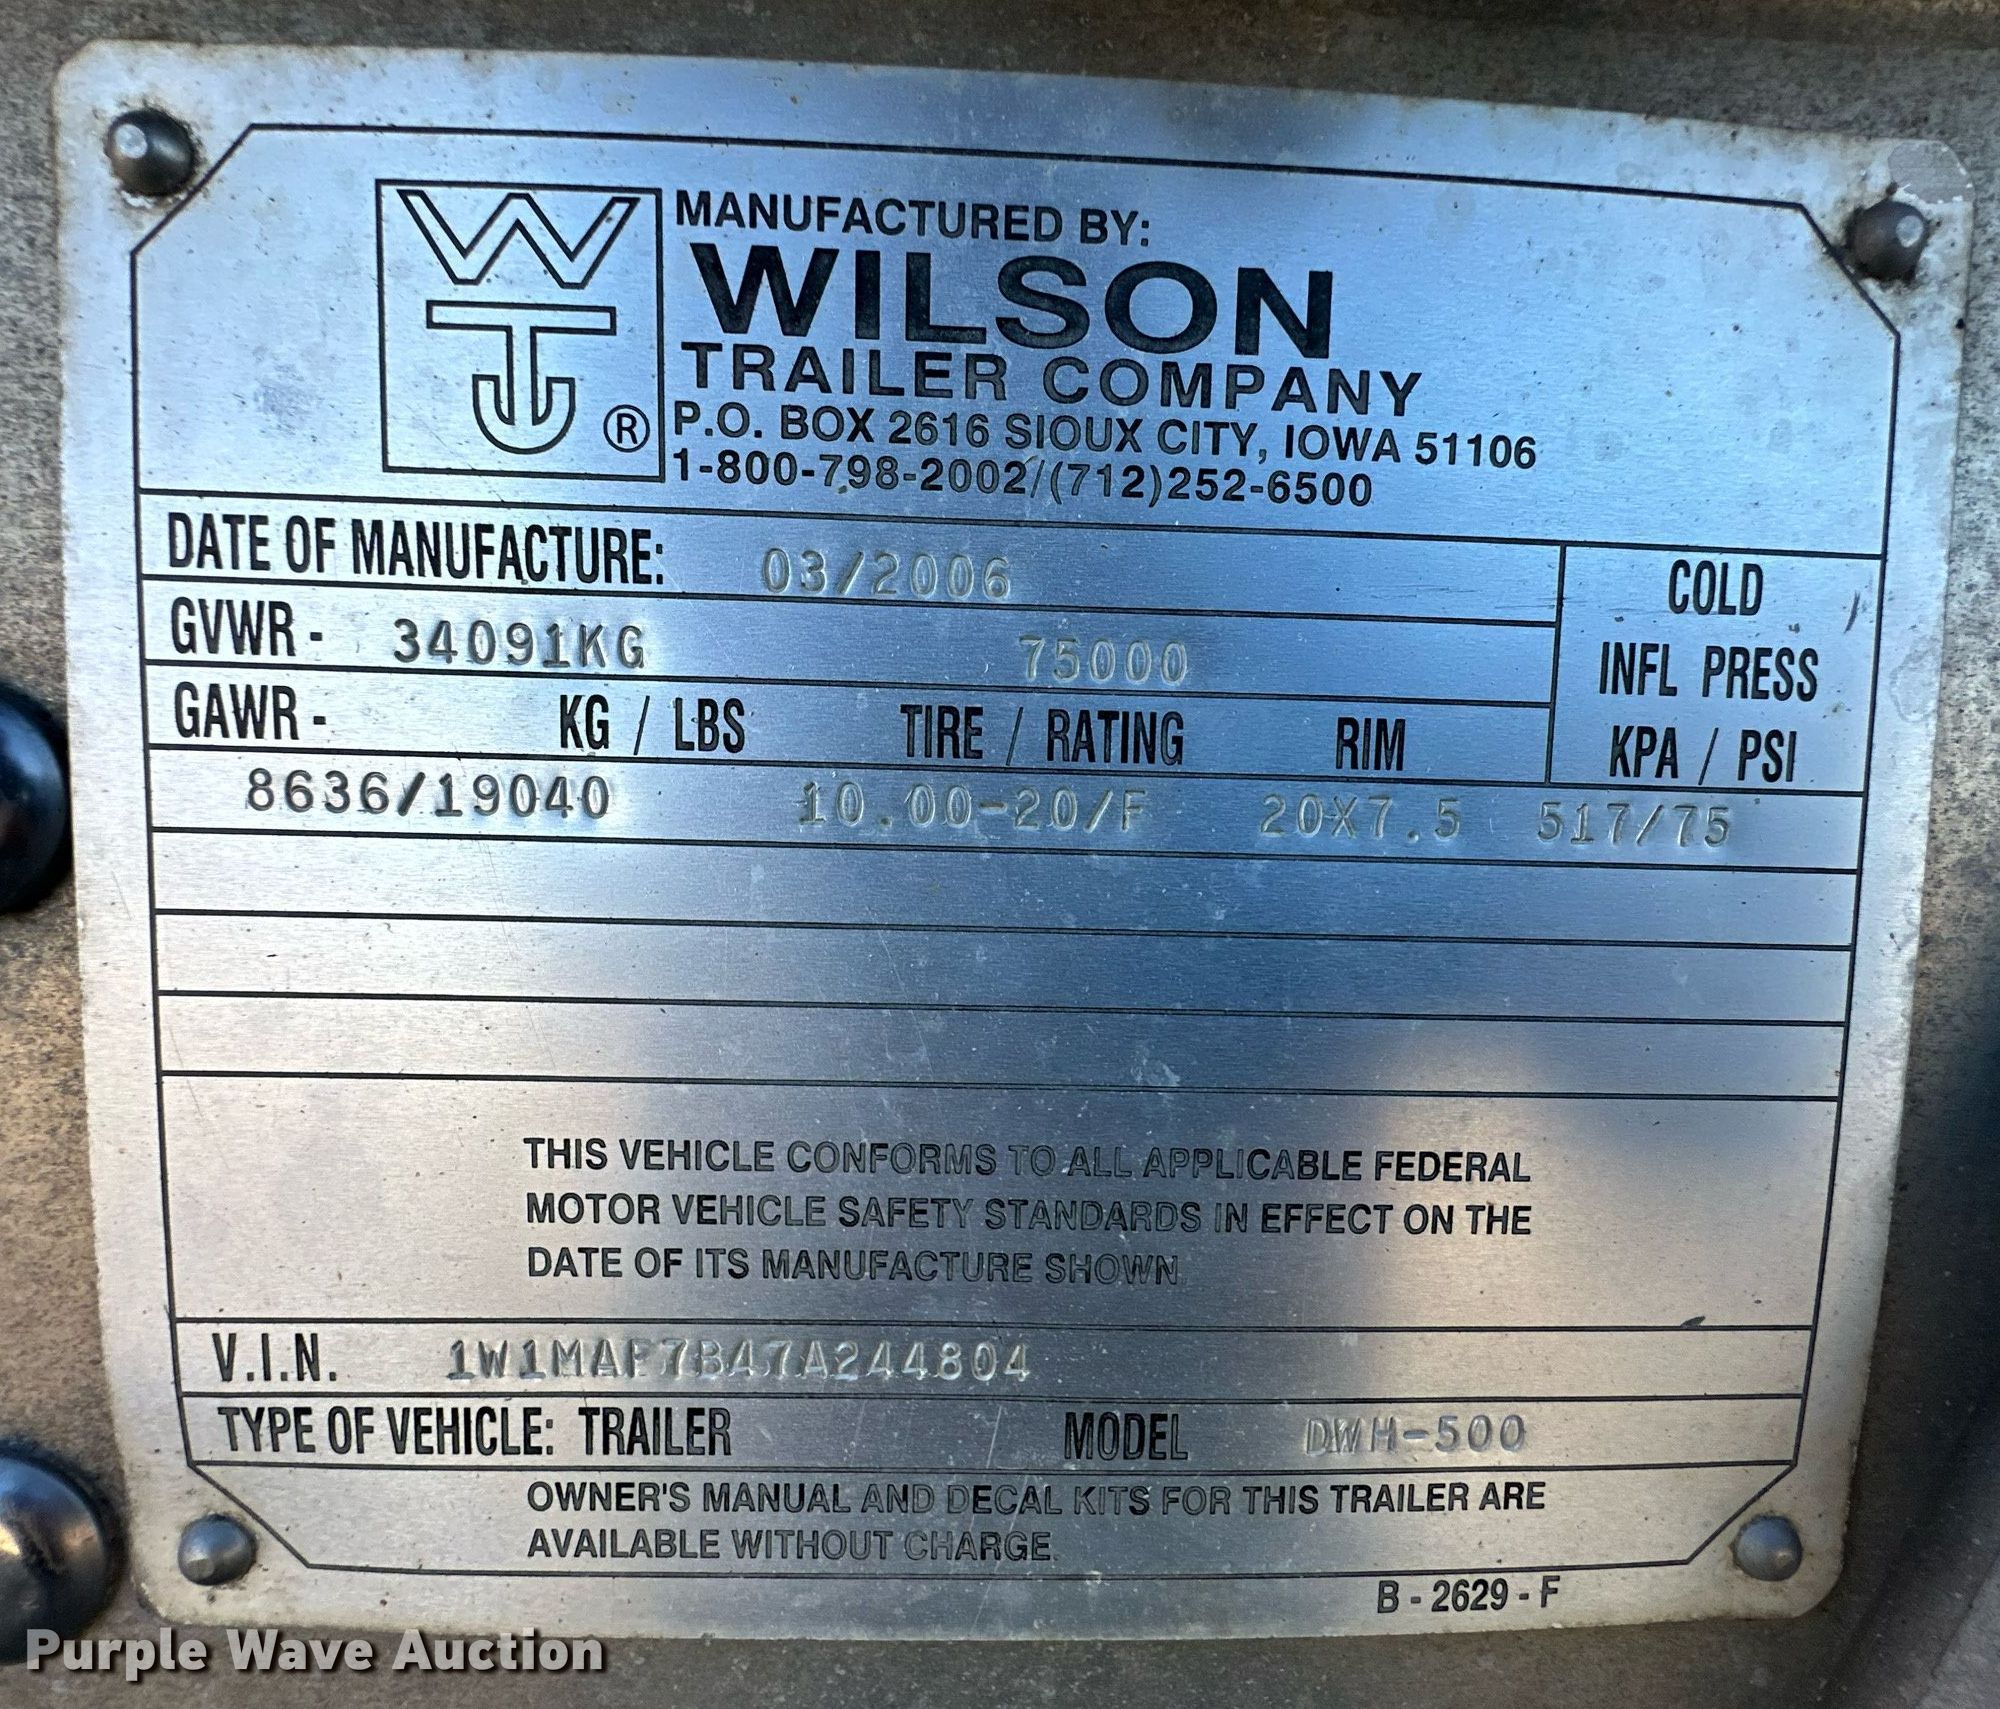 WTJ ®
MANUFACTURED BY:
WILSON
TRAILER COMPANY
P.O. BOX 2616 SIOUX CITY, IOWA 51106
1-800-798-2002/(712)252-6500
DATE OF MANUFACTURE: 03/2006
GVWR - 34091KG 75000
COLD
INFL PRESS
KPA / PSI
GAWR - KG / LBS TIRE / RATING RIM
8636/19040 10.00-20/F 20X7.5 517/75
THIS VEHICLE CONFORMS TO ALL APPLICABLE FEDERAL
MOTOR VEHICLE SAFETY STANDARDS IN EFFECT ON THE
DATE OF ITS MANUFACTURE SHOWN.
V.I.N. 1W1MAF7B47A244804
TYPE OF VEHICLE: TRAILER MODEL DWH-500
OWNER'S MANUAL AND DECAL KITS FOR THIS TRAILER ARE
AVAILABLE WITHOUT CHARGE.
B - 2629 - F
Purple Wave Auction